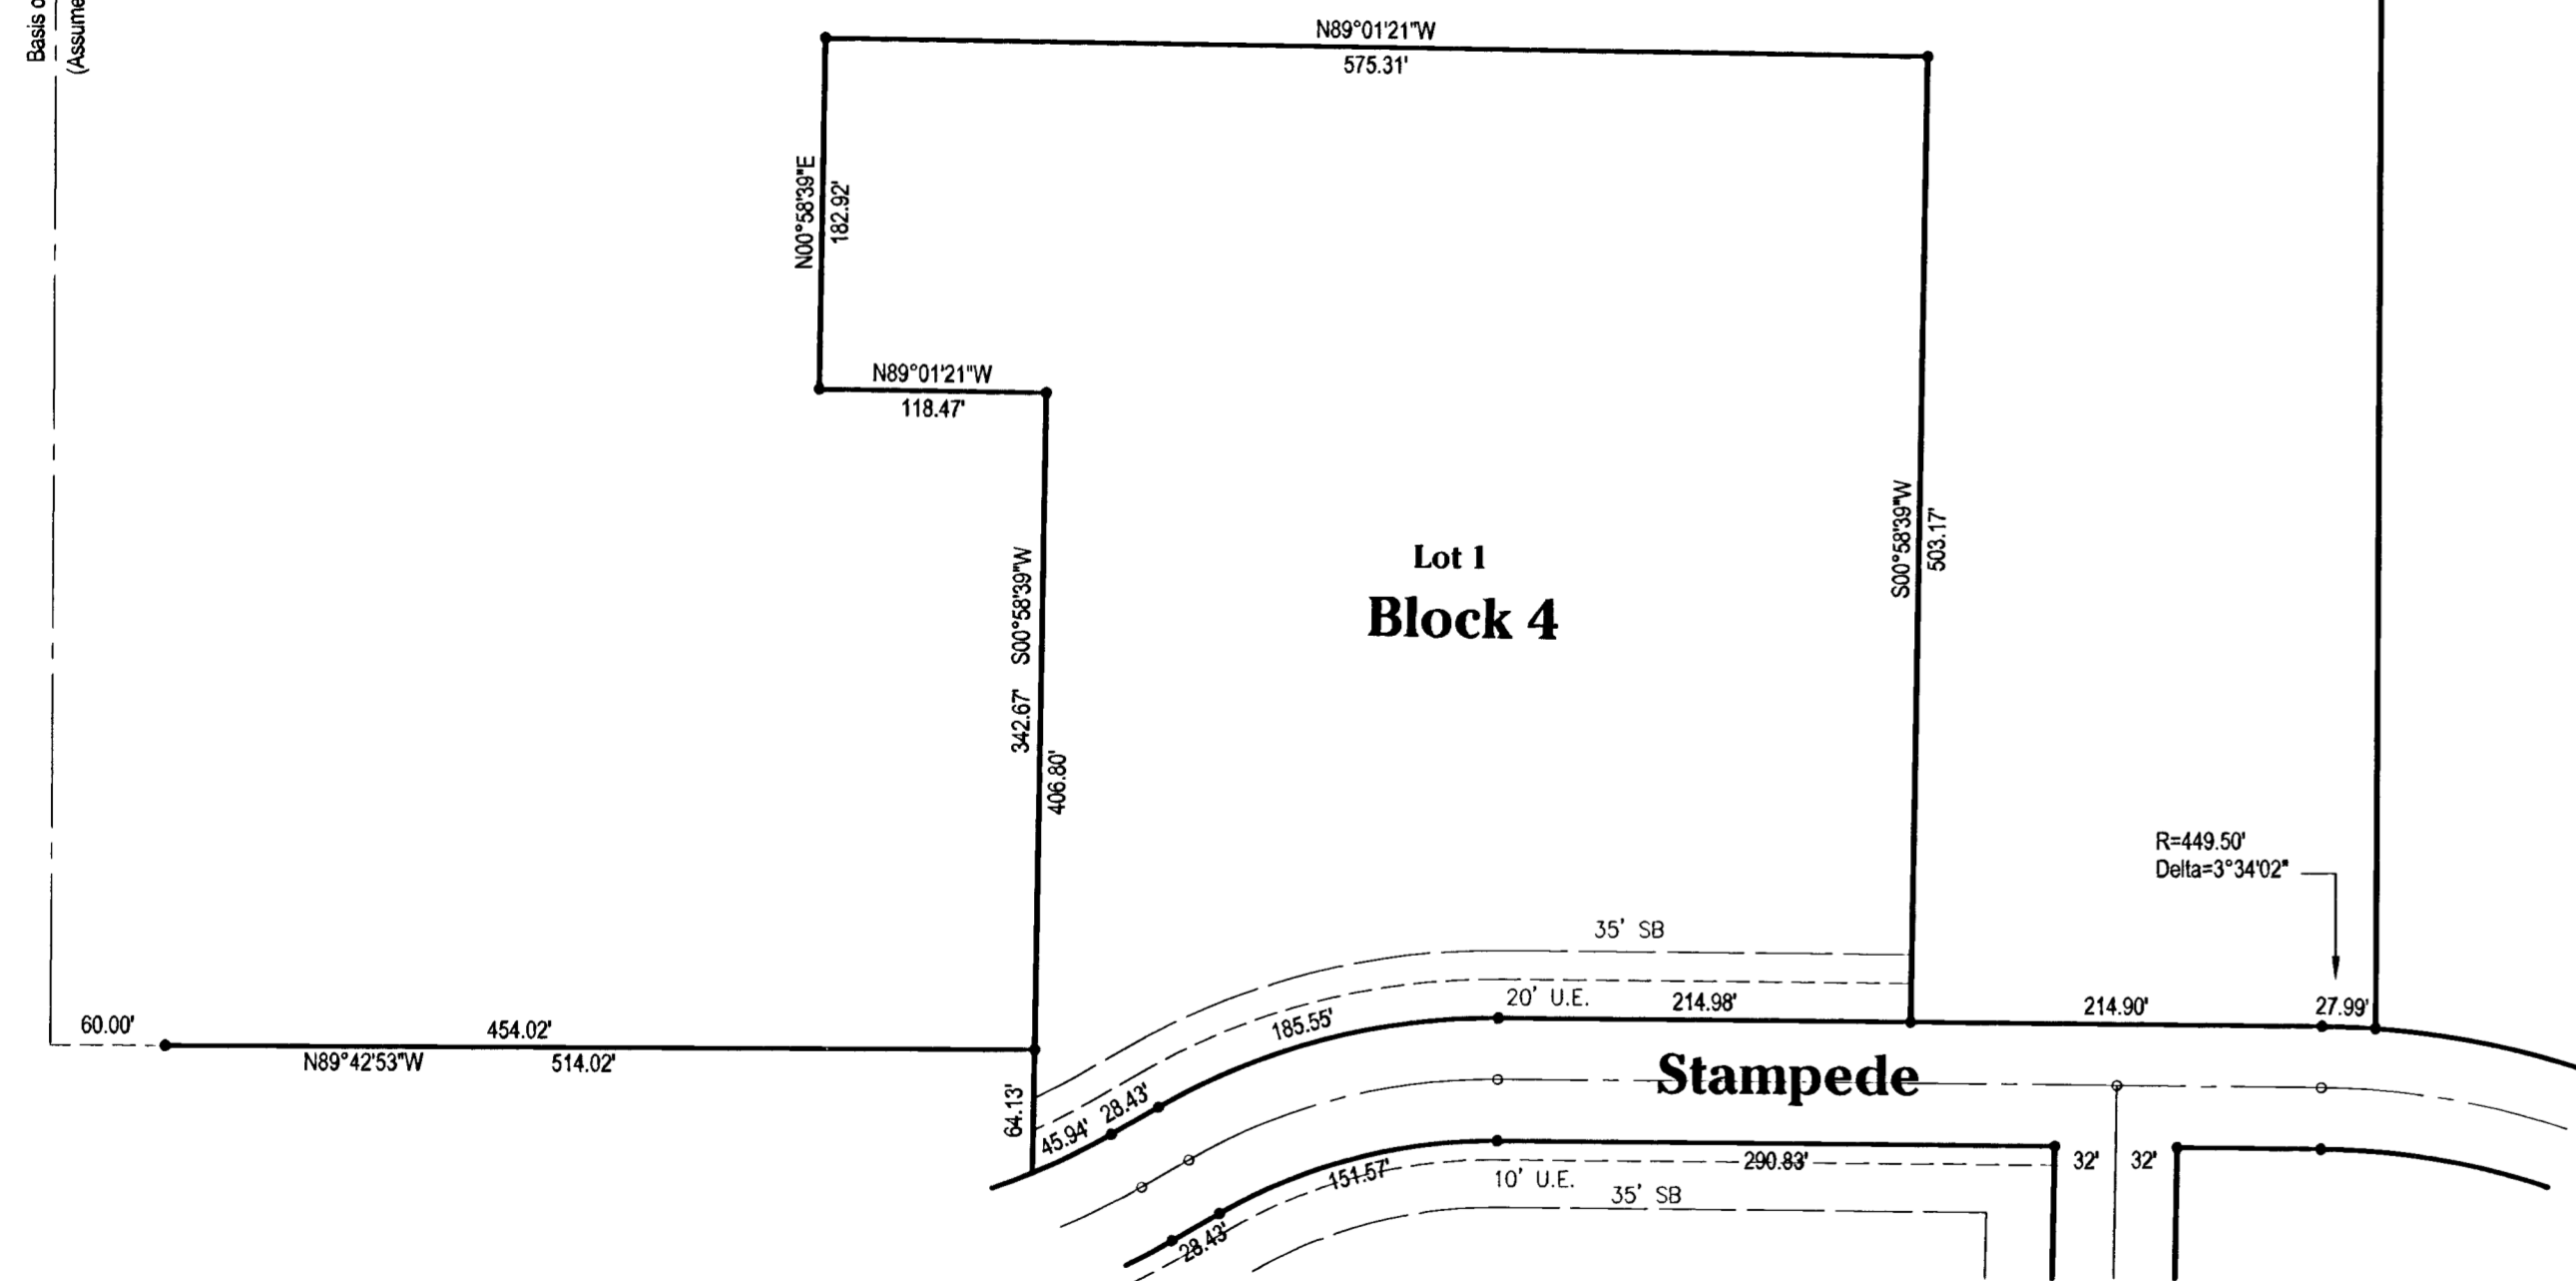 Basis o
(Assume
N89°01'21"W
575.31'
N00°58'39"E
182.92'
N89°01'21"W
118.47'
S00°58'39"W
342.67'
406.80'
S00°58'39"W
503.17'
Lot 1
Block 4
R=449.50'
Delta=3°34'02"
35' SB
20' U.E.
214.98'
185.55'
214.90'
27.99'
60.00'
454.02'
N89°42'53"W
514.02'
64.13'
45.94'
28.43'
Stampede
151.57'
290.83'
32'
32'
10' U.E.
35' SB
28.43'